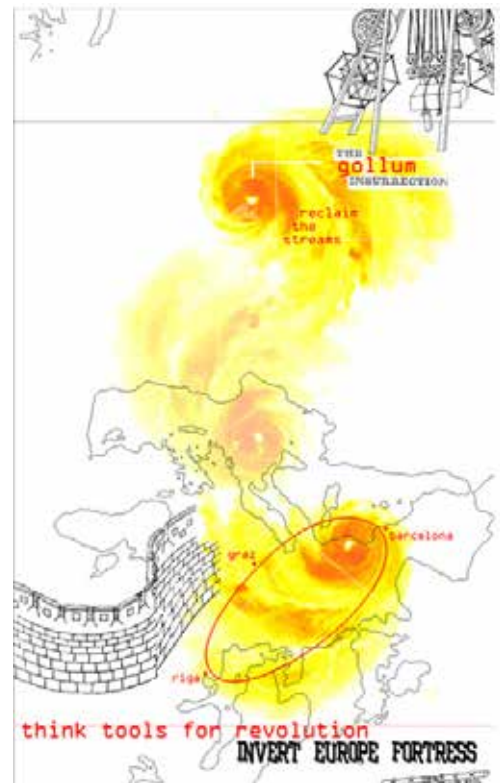 THE
gollum
INSURRECTION
reclaim
the
streams
barcelona
graz
riga
think tools for revolution
INVERT EUROPE FORTRESS